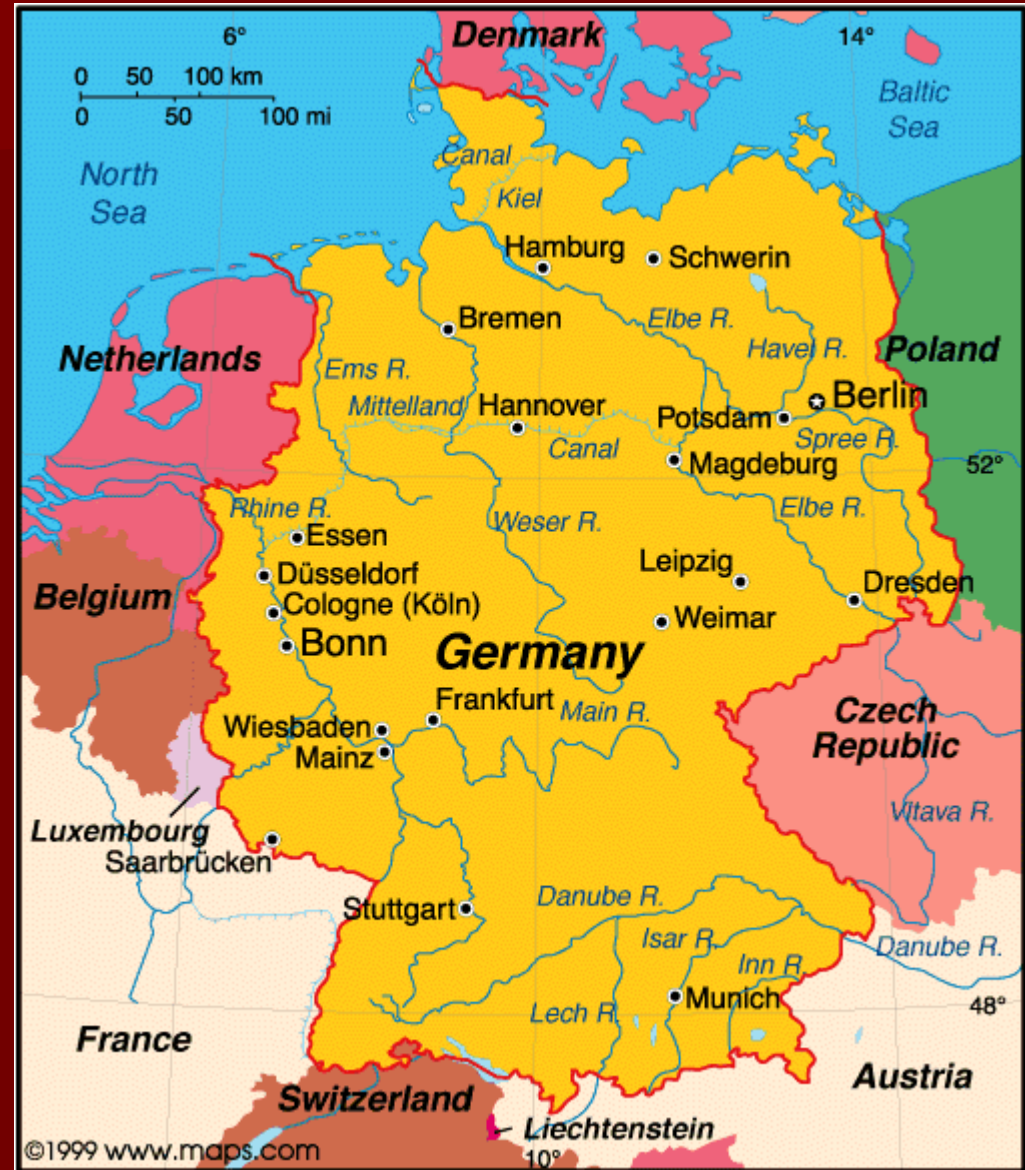 6°
Denmark
14°
0 50 100 km
0 50 100 mi
Baltic
Sea
North
Sea
Canal
Kiel
Hamburg
Schwerin
Bremen
Elbe R.
Havel R.
Poland
Netherlands
Ems R.
Mittelland
Hannover
Canal
Potsdam
Berlin
Spree R.
Magdeburg
52°
Rhine R.
Weser R.
Elbe R.
Essen
Leipzig
Düsseldorf
Dresden
Belgium
Cologne (Köln)
Weimar
Bonn
Germany
Frankfurt
Main R.
Wiesbaden
Mainz
Czech
Republic
Vitava R.
Luxembourg
Saarbrücken
Stuttgart
Danube R.
Isar R.
Danube R.
Inn R.
Lech R.
Munich
48°
France
Austria
Switzerland
Liechtenstein
©1999 www.maps.com
10°